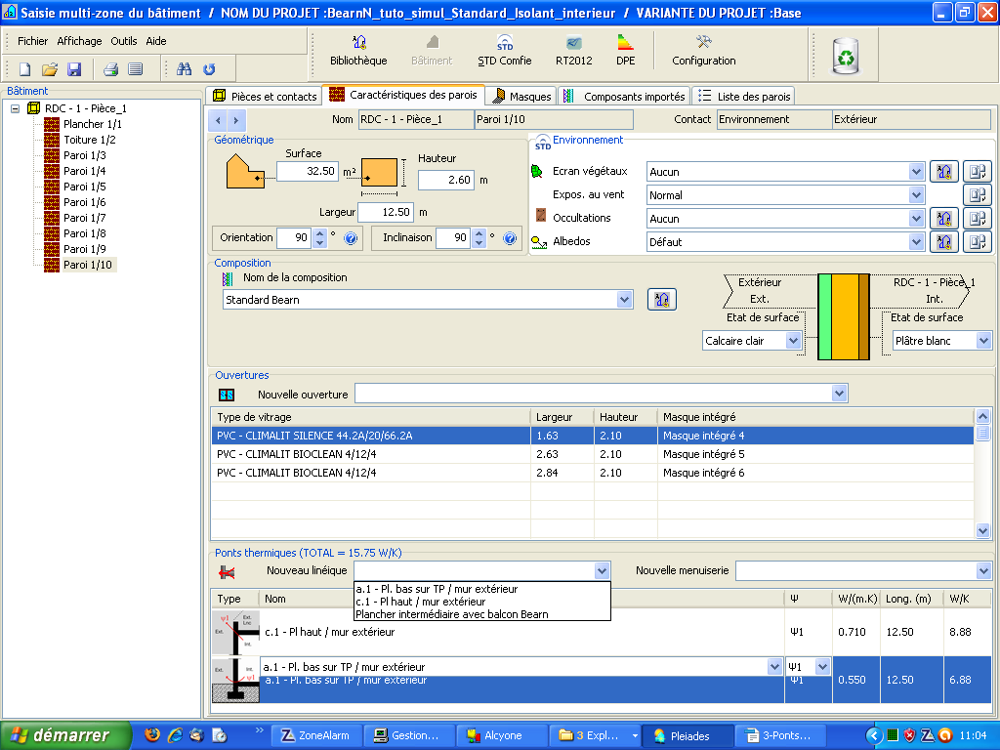 Saisie multi-zone du bâtiment / NOM DU PROJET :BearnN_tuto_simul_Standard_Isolant_interieur / VARIANTE DU PROJET :Base
Fichier Affichage Outils Aide
Bibliothèque
Bâtiment
STD
STD Comfie
RT2012
DPE
Configuration
Bâtiment
RDC - 1 - Pièce_1
Plancher 1/1
Toiture 1/2
Paroi 1/3
Paroi 1/4
Paroi 1/5
Paroi 1/6
Paroi 1/7
Paroi 1/8
Paroi 1/9
Paroi 1/10
Pièces et contacts
Caractéristiques des parois
Masques
Composants importés
Liste des parois
Nom RDC - 1 - Pièce_1 Paroi 1/10 Contact Environnement Extérieur
Géométrique
Surface
32.50 m²
Hauteur
2.60 m
Largeur 12.50 m
Orientation 90 °
Inclinaison 90 °
STD
Environnement
Ecran végétaux Aucun
Expos. au vent Normal
Occultations Aucun
Albedos Défaut
Composition
Nom de la composition
Standard Bearn
Extérieur
Ext.
Etat de surface
Calcaire clair
RDC - 1 - Pièce_1
Int.
Etat de surface
Plâtre blanc
Ouvertures
Nouvelle ouverture
Type de vitrage Largeur Hauteur Masque intégré
PVC - CLIMALIT SILENCE 44.2A/20/66.2A 1.63 2.10 Masque intégré 4
PVC - CLIMALIT BIOCLEAN 4/12/4 2.63 2.10 Masque intégré 5
PVC - CLIMALIT BIOCLEAN 4/12/4 2.84 2.10 Masque intégré 6
Ponts thermiques (TOTAL = 15.75 W/K)
Nouveau linéique
Nouvelle menuiserie
a.1 - Pl. bas sur TP / mur extérieur
c.1 - Pl haut / mur extérieur
Plancher intermédiaire avec balcon Bearn
Type Nom Ψ W/(m.K) Long. (m) W/K
Ψ1 Ext. Lnc
Ext.
Int.
c.1 - Pl haut / mur extérieur Ψ1 0.710 12.50 8.88
Ext. Int.
Ψ1
a.1 - Pl. bas sur TP / mur extérieur Ψ1
a.1 - Pl. bas sur TP / mur extérieur Ψ1 0.550 12.50 6.88
démarrer
ZoneAlarm
Gestion...
Alcyone
3 Expl...
Pleiades
3-Ponts...
11:04